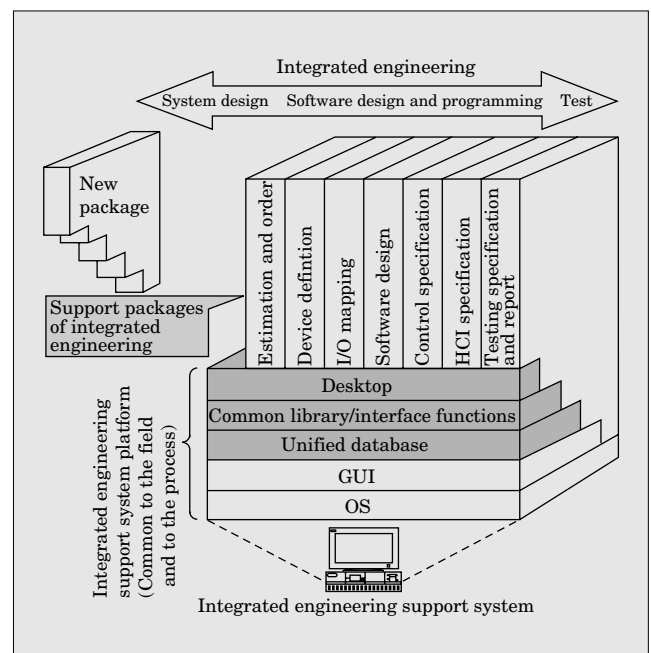 Integrated engineering
System design Software design and programming Test
New
package
Support packages
of integrated
engineering
Estimation and order
Device defintion
I/O mapping
Software design
Control specification
HCI specification
Testing specification
and report
Desktop
Common library/interface functions
Unified database
GUI
OS
Integrated engineering
support system platform
(Common to the field
and to the process)
Integrated engineering support system